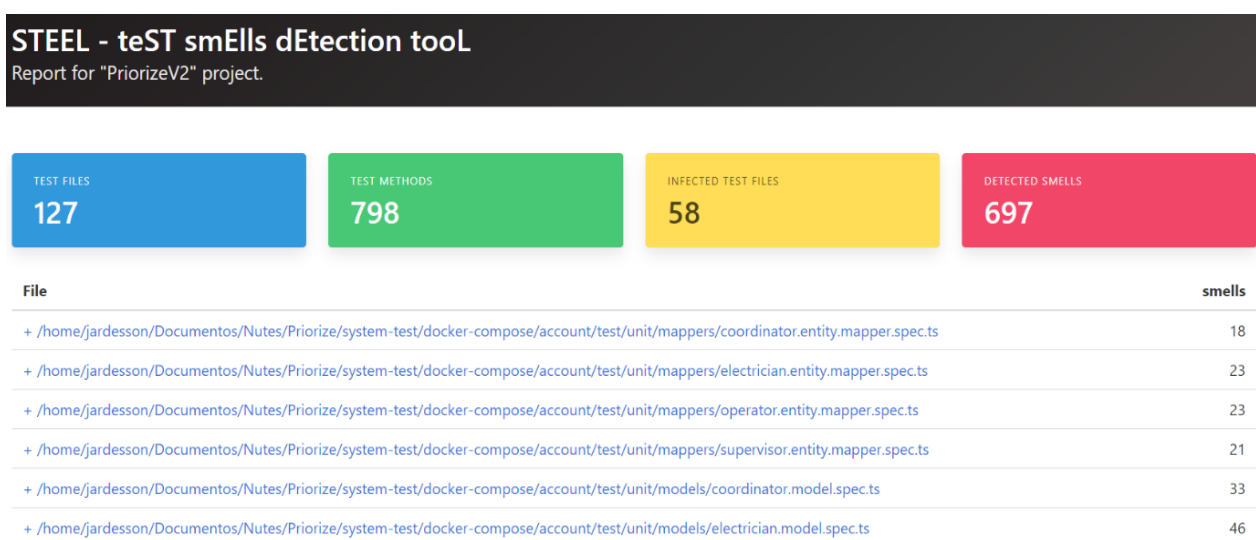 STEEL - teST smElls dEtection tooL
Report for "PriorizeV2" project.
TEST FILES
127
TEST METHODS
798
INFECTED TEST FILES
58
DETECTED SMELLS
697
File smells
+ /home/jardesson/Documentos/Nutes/Priorize/system-test/docker-compose/account/test/unit/mappers/coordinator.entity.mapper.spec.ts 18
+ /home/jardesson/Documentos/Nutes/Priorize/system-test/docker-compose/account/test/unit/mappers/electrician.entity.mapper.spec.ts 23
+ /home/jardesson/Documentos/Nutes/Priorize/system-test/docker-compose/account/test/unit/mappers/operator.entity.mapper.spec.ts 23
+ /home/jardesson/Documentos/Nutes/Priorize/system-test/docker-compose/account/test/unit/mappers/supervisor.entity.mapper.spec.ts 21
+ /home/jardesson/Documentos/Nutes/Priorize/system-test/docker-compose/account/test/unit/models/coordinator.model.spec.ts 33
+ /home/jardesson/Documentos/Nutes/Priorize/system-test/docker-compose/account/test/unit/models/electrician.model.spec.ts 46